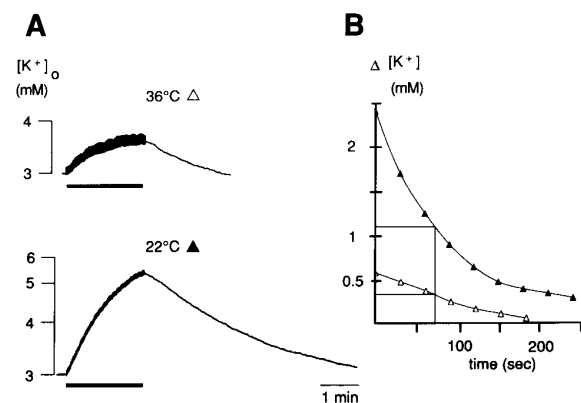 A
[K+]o
(mM)
36°C △
4
3
22°C ▲
6
5
4
3
1 min
B
△ [K+]
(mM)
2
1
0.5
100
200
time (sec)